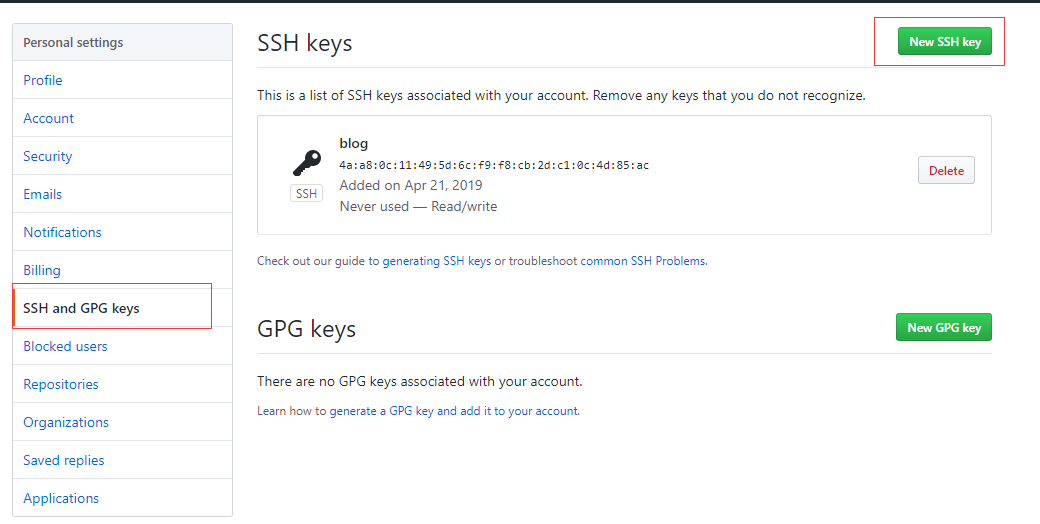 Personal settings
Profile
Account
Security
Emails
Notifications
Billing
SSH and GPG keys
Blocked users
Repositories
Organizations
Saved replies
Applications
SSH keys
New SSH key
This is a list of SSH keys associated with your account. Remove any keys that you do not recognize.
blog
4a:a8:0c:11:49:5d:6c:f9:f8:cb:2d:c1:0c:4d:85:ac
SSH
Added on Apr 21, 2019
Never used — Read/write
Delete
Check out our guide to generating SSH keys or troubleshoot common SSH Problems.
GPG keys
New GPG key
There are no GPG keys associated with your account.
Learn how to generate a GPG key and add it to your account.